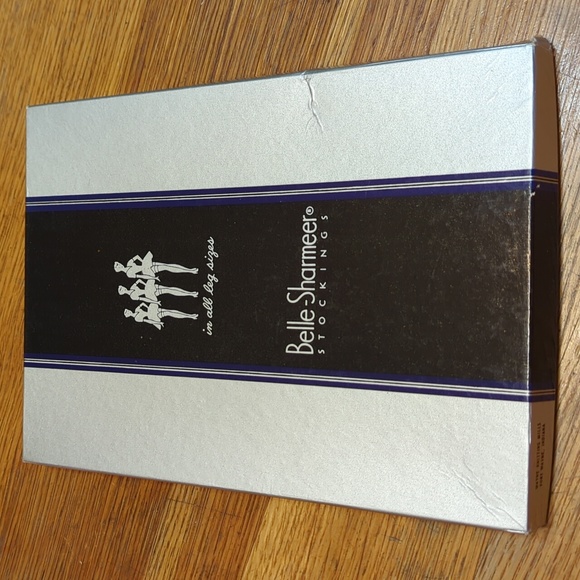 in all leg sizes
Belle-Sharmeer®
STOCKINGS